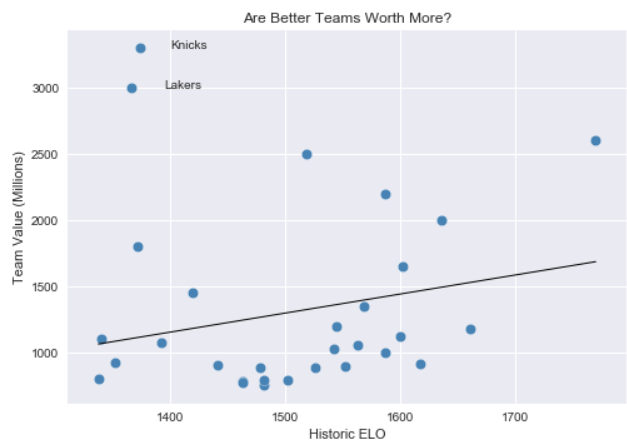 Are Better Teams Worth More?
Knicks
Lakers
3000
2500
2000
1500
1000
Team Value (Millions)
1400 1500 1600 1700
Historic ELO